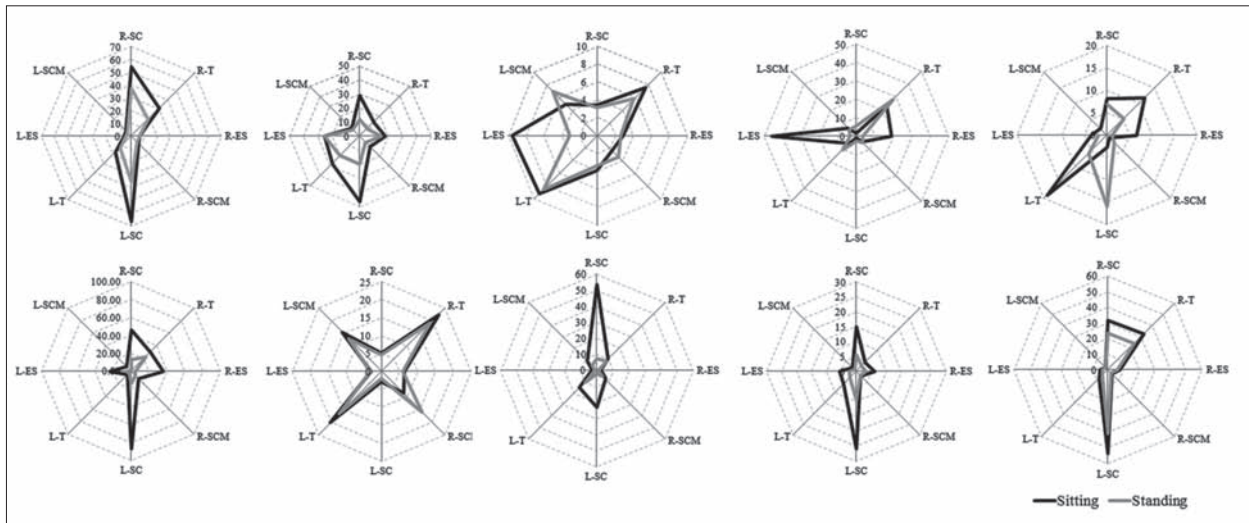 R-SC
70
60
L-SCM
R-T
50
40
30
20
10
L-ES
0
R-ES
L-T
R-SCM
L-SC
R-SC
50
40
L-SCM
R-T
30
20
10
L-ES
0
R-ES
L-T
R-SCM
L-SC
R-SC
10
8
L-SCM
R-T
6
4
2
L-ES
0
R-ES
L-T
R-SCM
L-SC
R-SC
50
40
L-SCM
R-T
30
20
10
L-ES
0
R-ES
L-T
R-SCM
L-SC
R-SC
20
15
L-SCM
R-T
10
5
L-ES
0
R-ES
L-T
R-SCM
L-SC
R-SC
100.00
80.00
L-SCM
R-T
60.00
40.00
20.00
L-ES
0.00
R-ES
L-T
R-SCM
L-SC
R-SC
25
20
L-SCM
R-T
15
10
5
L-ES
0
R-ES
L-T
R-SC
L-SC
R-SC
60
50
L-SCM
R-T
40
30
20
10
L-ES
0
R-ES
L-T
R-SCM
L-SC
R-SC
30
25
L-SCM
R-T
20
15
10
5
L-ES
0
R-ES
L-T
R-SCM
L-SC
R-SC
60
50
L-SCM
R-T
40
30
20
10
L-ES
0
R-ES
L-T
R-SCM
L-SC
Sitting Standing